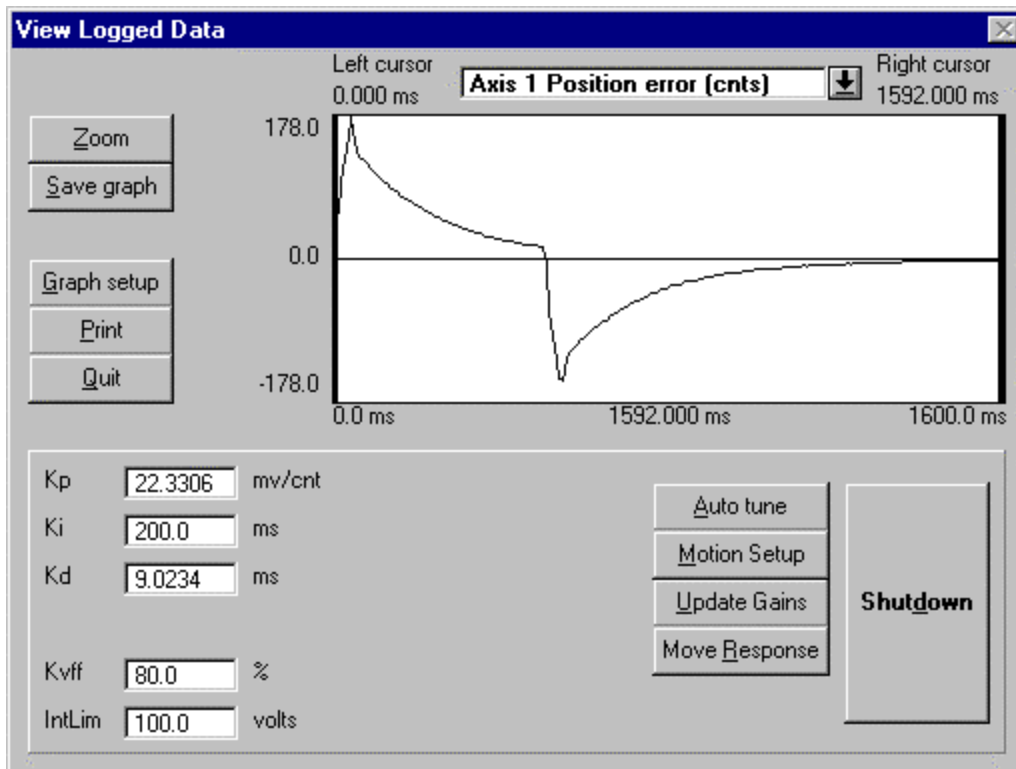 View Logged Data
Left cursor
0.000 ms
Axis 1 Position error (cnts)
Right cursor
1592.000 ms
Zoom
Save graph
Graph setup
Print
Quit
178.0
0.0
-178.0
0.0 ms 1592.000 ms 1600.0 ms
Kp 22.3306 mv/cnt
Ki 200.0 ms
Kd 9.0234 ms
Kvff 80.0 %
IntLim 100.0 volts
Auto tune
Motion Setup
Update Gains
Move Response
Shutdown